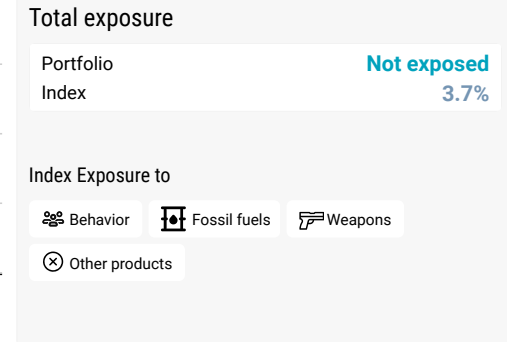 Total exposure
Portfolio Not exposed
Index 3.7%
Index Exposure to
Behavior Fossil fuels Weapons
Other products